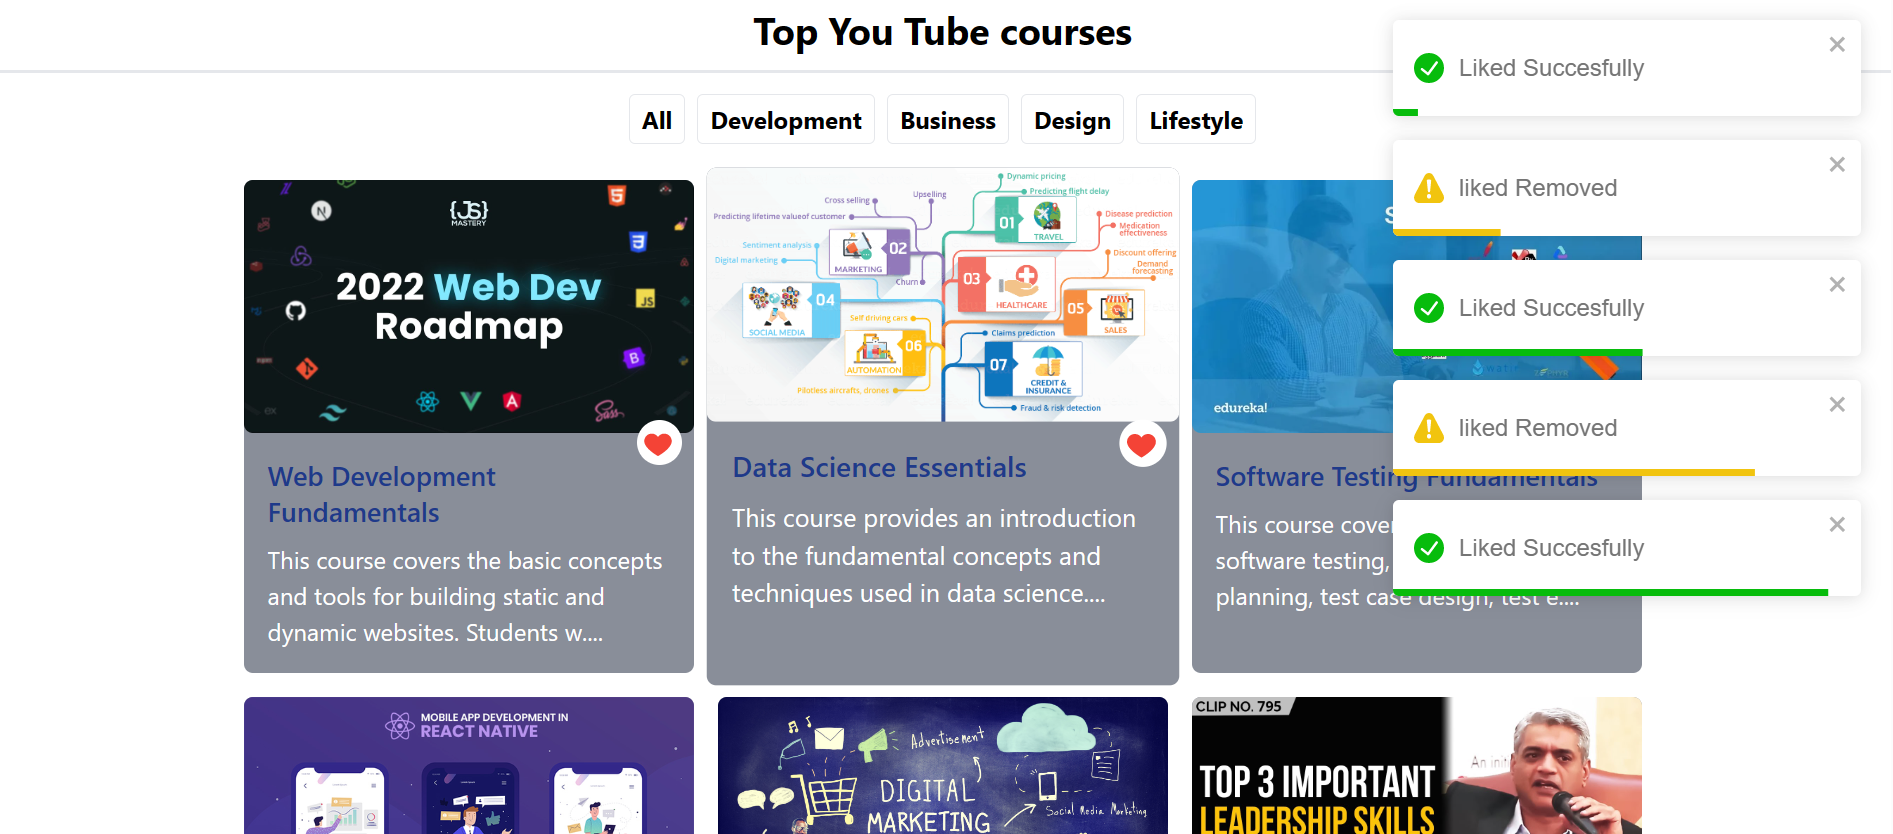 Top You Tube courses
All
Development
Business
Design
Lifestyle
Liked Succesfully
liked Removed
Liked Succesfully
liked Removed
Liked Succesfully
{JS}
MASTERY
2022 Web Dev
Roadmap
Web Development
Fundamentals
This course covers the basic concepts
and tools for building static and
dynamic websites. Students w....
Dynamic pricing
Predicting flight delay
Upselling
Cross selling
Predicting lifetime valueofcustomer
01
TRAVEL
Disease prediction
Medication
effectiveness
Sentiment analysis
Digital marketing
02
MARKETING
Churn
03
HEALTHCARE
Discount offering
Demand
forecasting
04
SOCIAL MEDIA
05
SALES
Self driving cars
06
AUTOMATION
Claims prediction
07
CREDIT &
INSURANCE
Pilotless aircrafts, drones
Fraud & risk detection
Data Science Essentials
This course provides an introduction
to the fundamental concepts and
techniques used in data science....
edureka!
Software Testing Fundamentals
This course cover
software testing,
planning, test case design, test e....
MOBILE APP DEVELOPMENT IN
REACT NATIVE
Advertisement
DIGITAL
MARKETING
Social Media Marketing
CLIP NO. 795
An initi
TOP 3 IMPORTANT
LEADERSHIP SKILLS